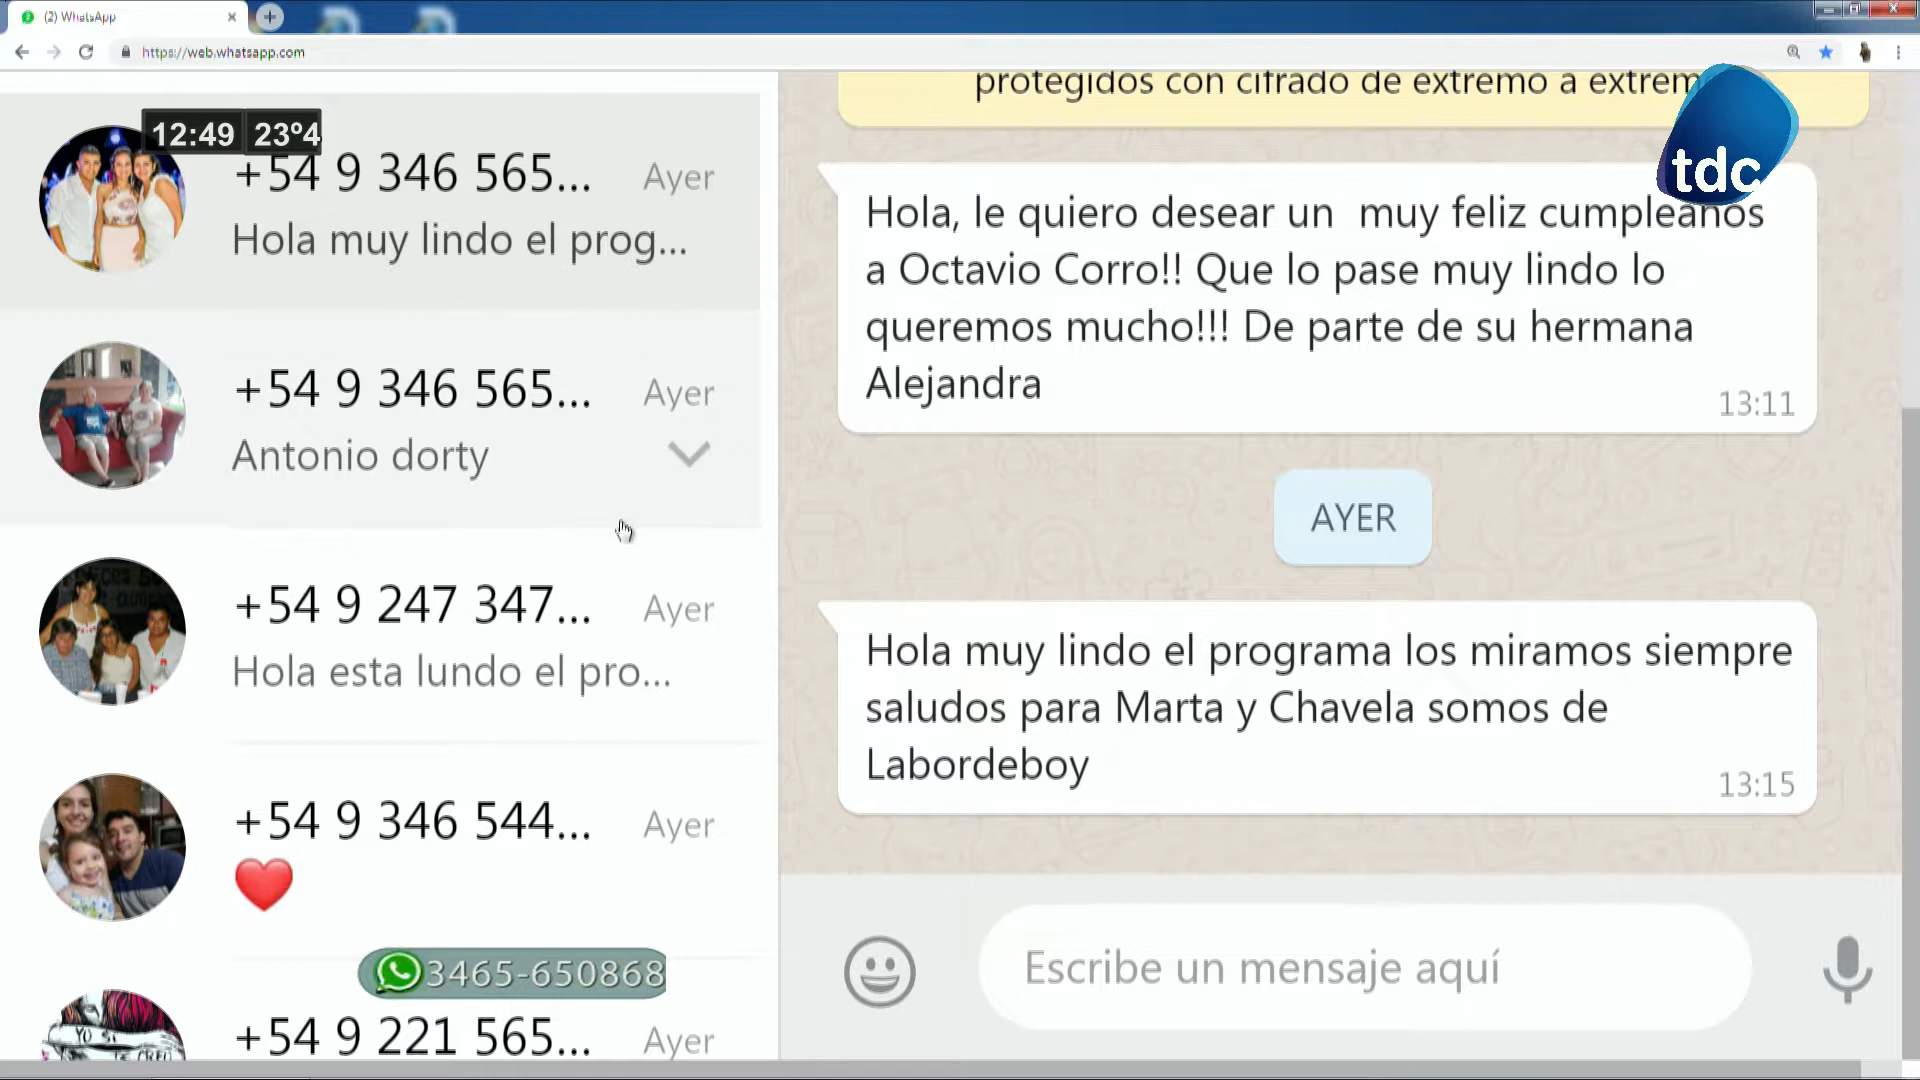 (2) WhatsApp
https://web.whatsapp.com
12:49 23º4
+54 9 346 565... Ayer
Hola muy lindo el prog...
+54 9 346 565... Ayer
Antonio dorty
+54 9 247 347... Ayer
Hola esta lundo el pro...
+54 9 346 544... Ayer
3465-650868
YO SI
TE CREO
+54 9 221 565... Ayer
protegidos con cifrado de extremo a extrem
tdc
Hola, le quiero desear un muy feliz cumpleaños
a Octavio Corro!! Que lo pase muy lindo lo
queremos mucho!!! De parte de su hermana
Alejandra
13:11
AYER
Hola muy lindo el programa los miramos siempre
saludos para Marta y Chavela somos de
Labordeboy
13:15
Escribe un mensaje aquí